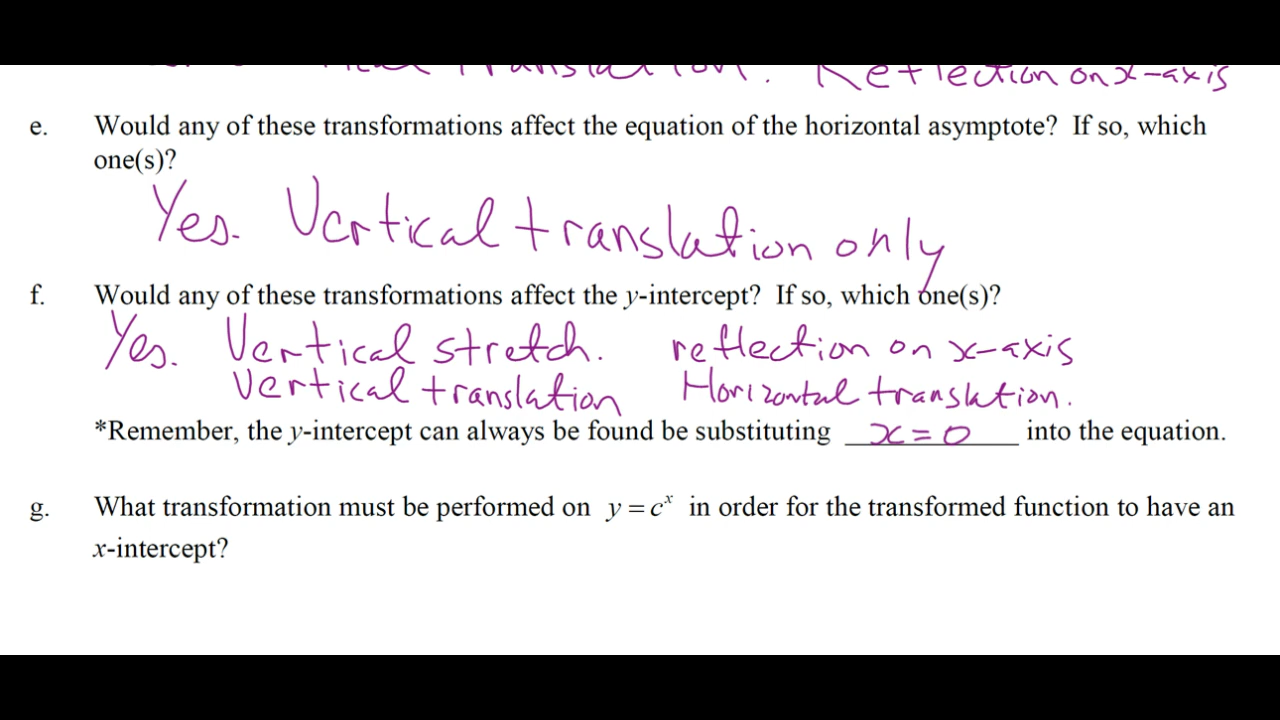 Translation. Reflection on x-axis
e. Would any of these transformations affect the equation of the horizontal asymptote? If so, which
one(s)?
Yes. Vertical translation only
f. Would any of these transformations affect the y-intercept? If so, which one(s)?
Yes. Vertical stretch. reflection on x-axis
Vertical translation Horizontal translation.
*Remember, the y-intercept can always be found be substituting x=0 into the equation.
g. What transformation must be performed on y = cˣ in order for the transformed function to have an
x-intercept?